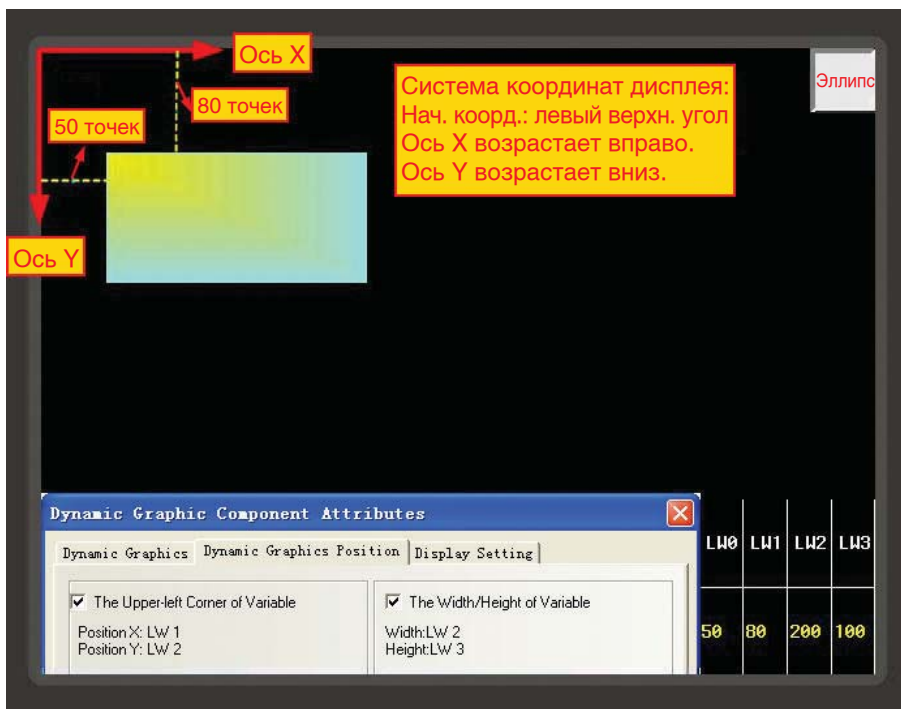 Ось X
80 точек
50 точек
Ось Y
Система координат дисплея:
Нач. коорд.: левый верхн. угол
Ось X возрастает вправо.
Ось Y возрастает вниз.
Эллипс
Dynamic Graphic Component Attributes
Dynamic Graphics Dynamic Graphics Position Display Setting
The Upper-left Corner of Variable
Position X: LW 1
Position Y: LW 2
The Width/Height of Variable
Width:LW 2
Height:LW 3
LW0 LW1 LW2 LW3
50 80 200 100